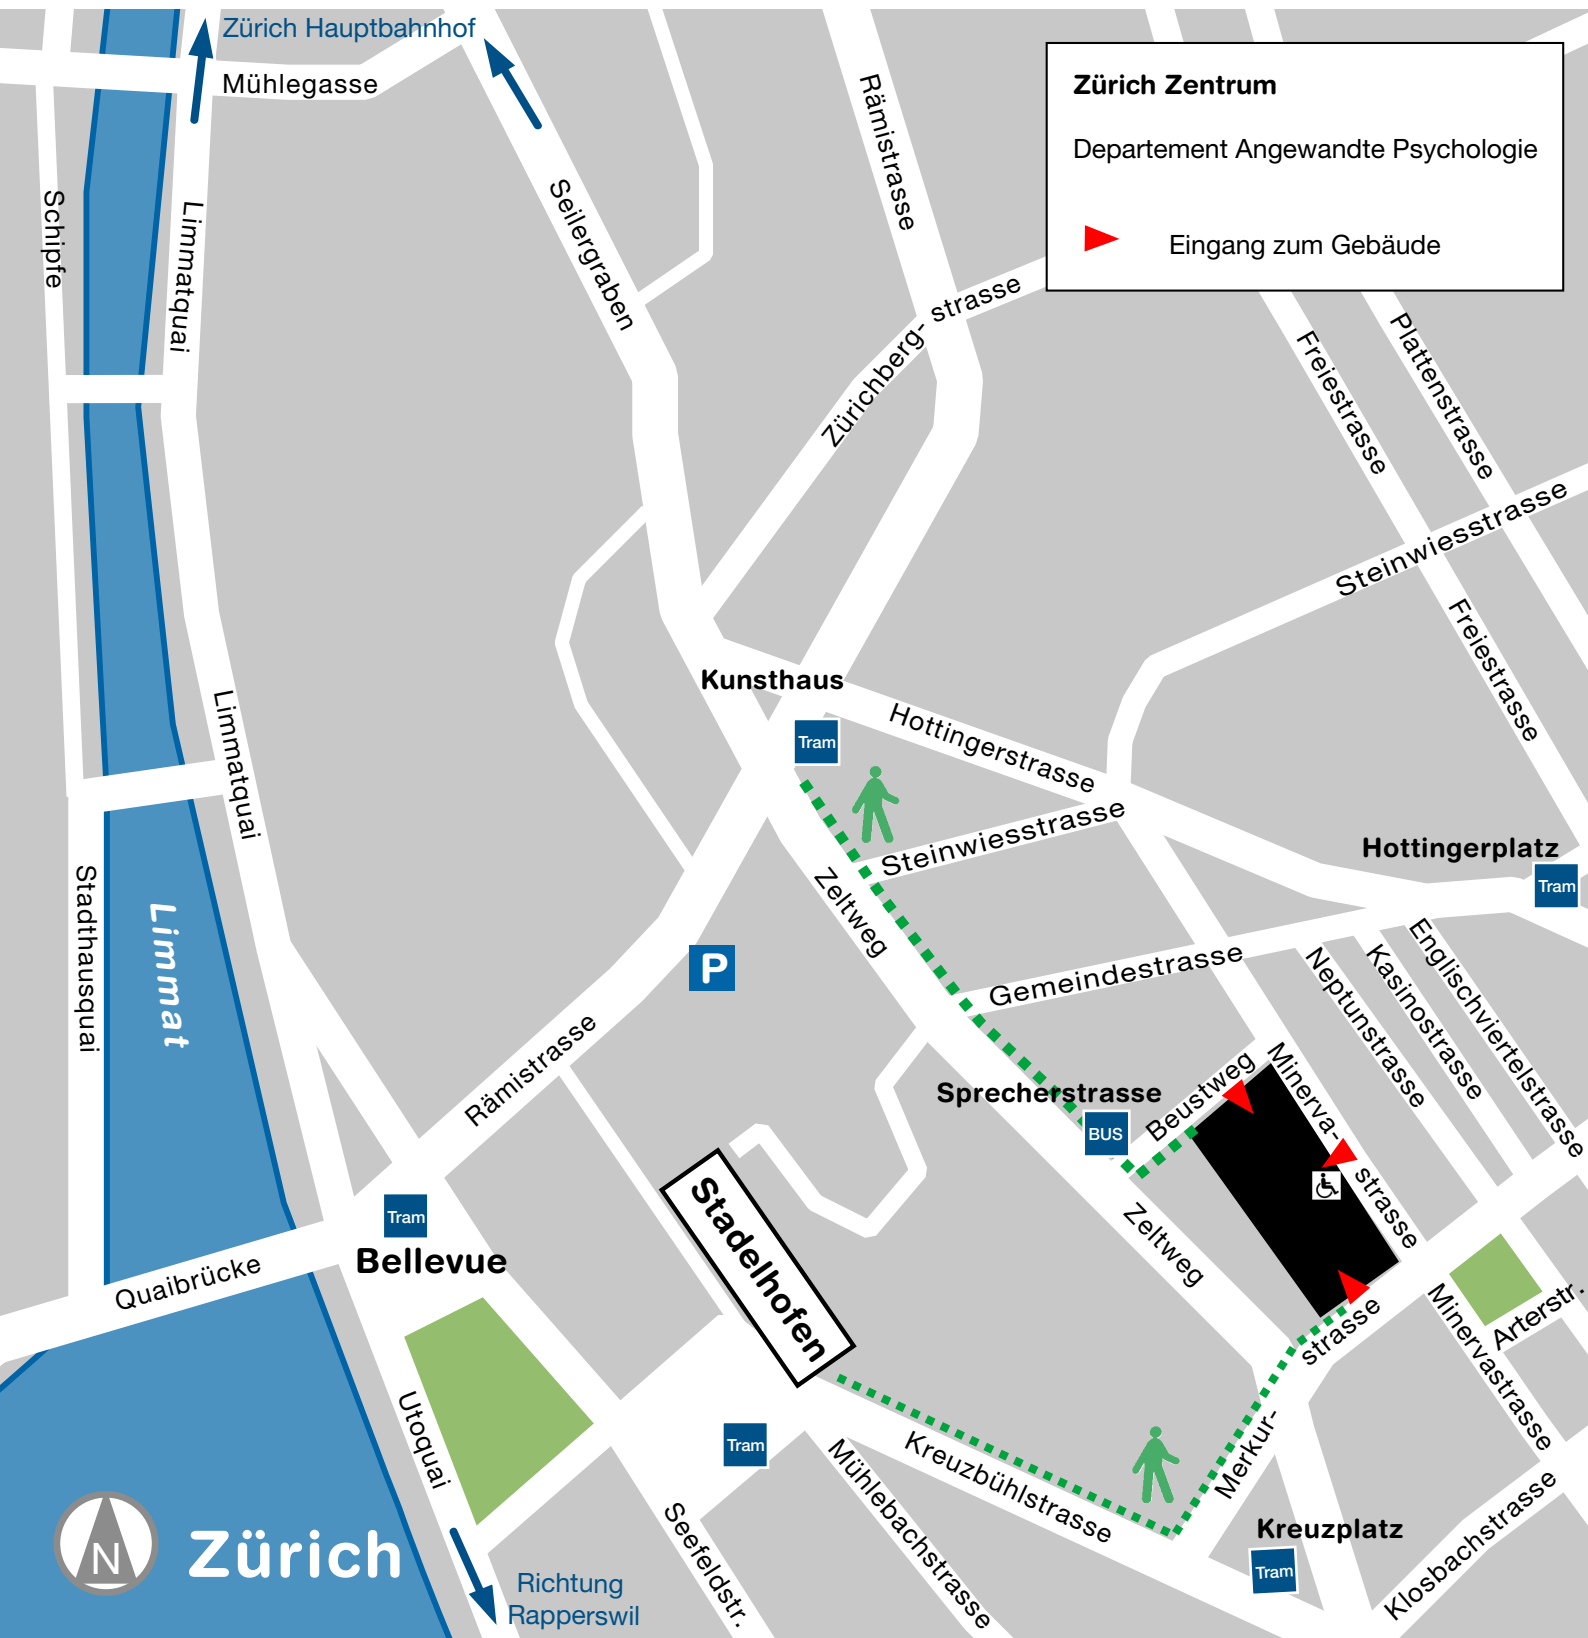 Zürich Hauptbahnhof
Mühlegasse
Zürich Zentrum
Departement Angewandte Psychologie
Eingang zum Gebäude
Schipfe
Limmatquai
Seilergraben
Rämistrasse
Zürichberg-
strasse
Freiestrasse
Plattenstrasse
Steinwiesstrasse
Freiestrasse
Kunsthaus
Tram
Hottingerstrasse
Limmatquai
Steinwiesstrasse
Hottingerplatz
Tram
Zeltweg
Stadthausquai
Limmat
P
Gemeindestrasse
Neptunstrasse
Kasinostrasse
Englischviertelstrasse
Rämistrasse
Sprecherstrasse
BUS
Beustweg
Minerva-
strasse
Stadelhofen
Tram
Bellevue
Quaibrücke
Zeltweg
Minervastrasse
Arterstr.
Merkur-
strasse
Utoquai
Tram
Kreuzbühlstrasse
Mühlebachstrasse
Seefeldstr.
Kreuzplatz
Tram
Klosbachstrasse
N
Zürich
Richtung
Rapperswil